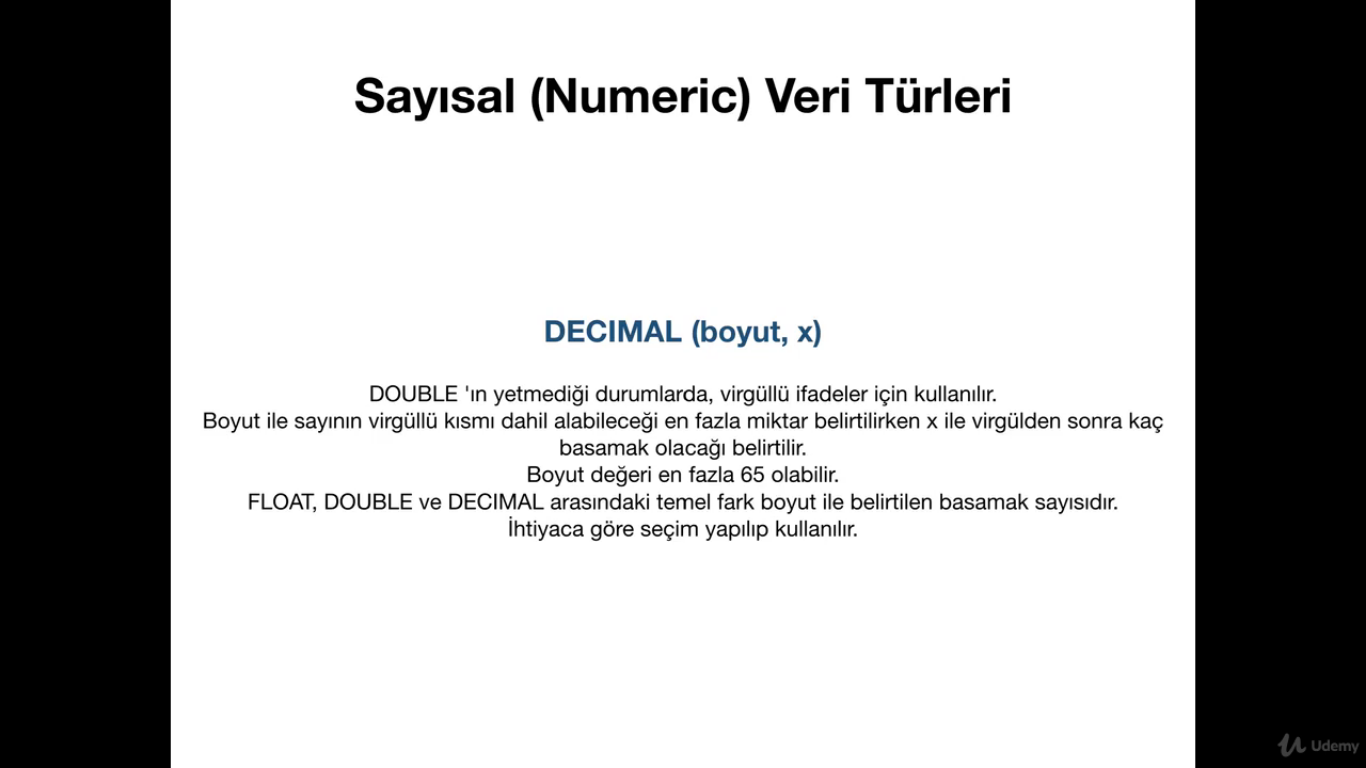 Sayısal (Numeric) Veri Türleri
DECIMAL (boyut, x)
DOUBLE 'ın yetmediği durumlarda, virgüllü ifadeler için kullanılır.
Boyut ile sayının virgüllü kısmı dahil alabileceği en fazla miktar belirtilirken x ile virgülden sonra kaç
basamak olacağı belirtilir.
Boyut değeri en fazla 65 olabilir.
FLOAT, DOUBLE ve DECIMAL arasındaki temel fark boyut ile belirtilen basamak sayısıdır.
İhtiyaca göre seçim yapılıp kullanılır.
Udemy